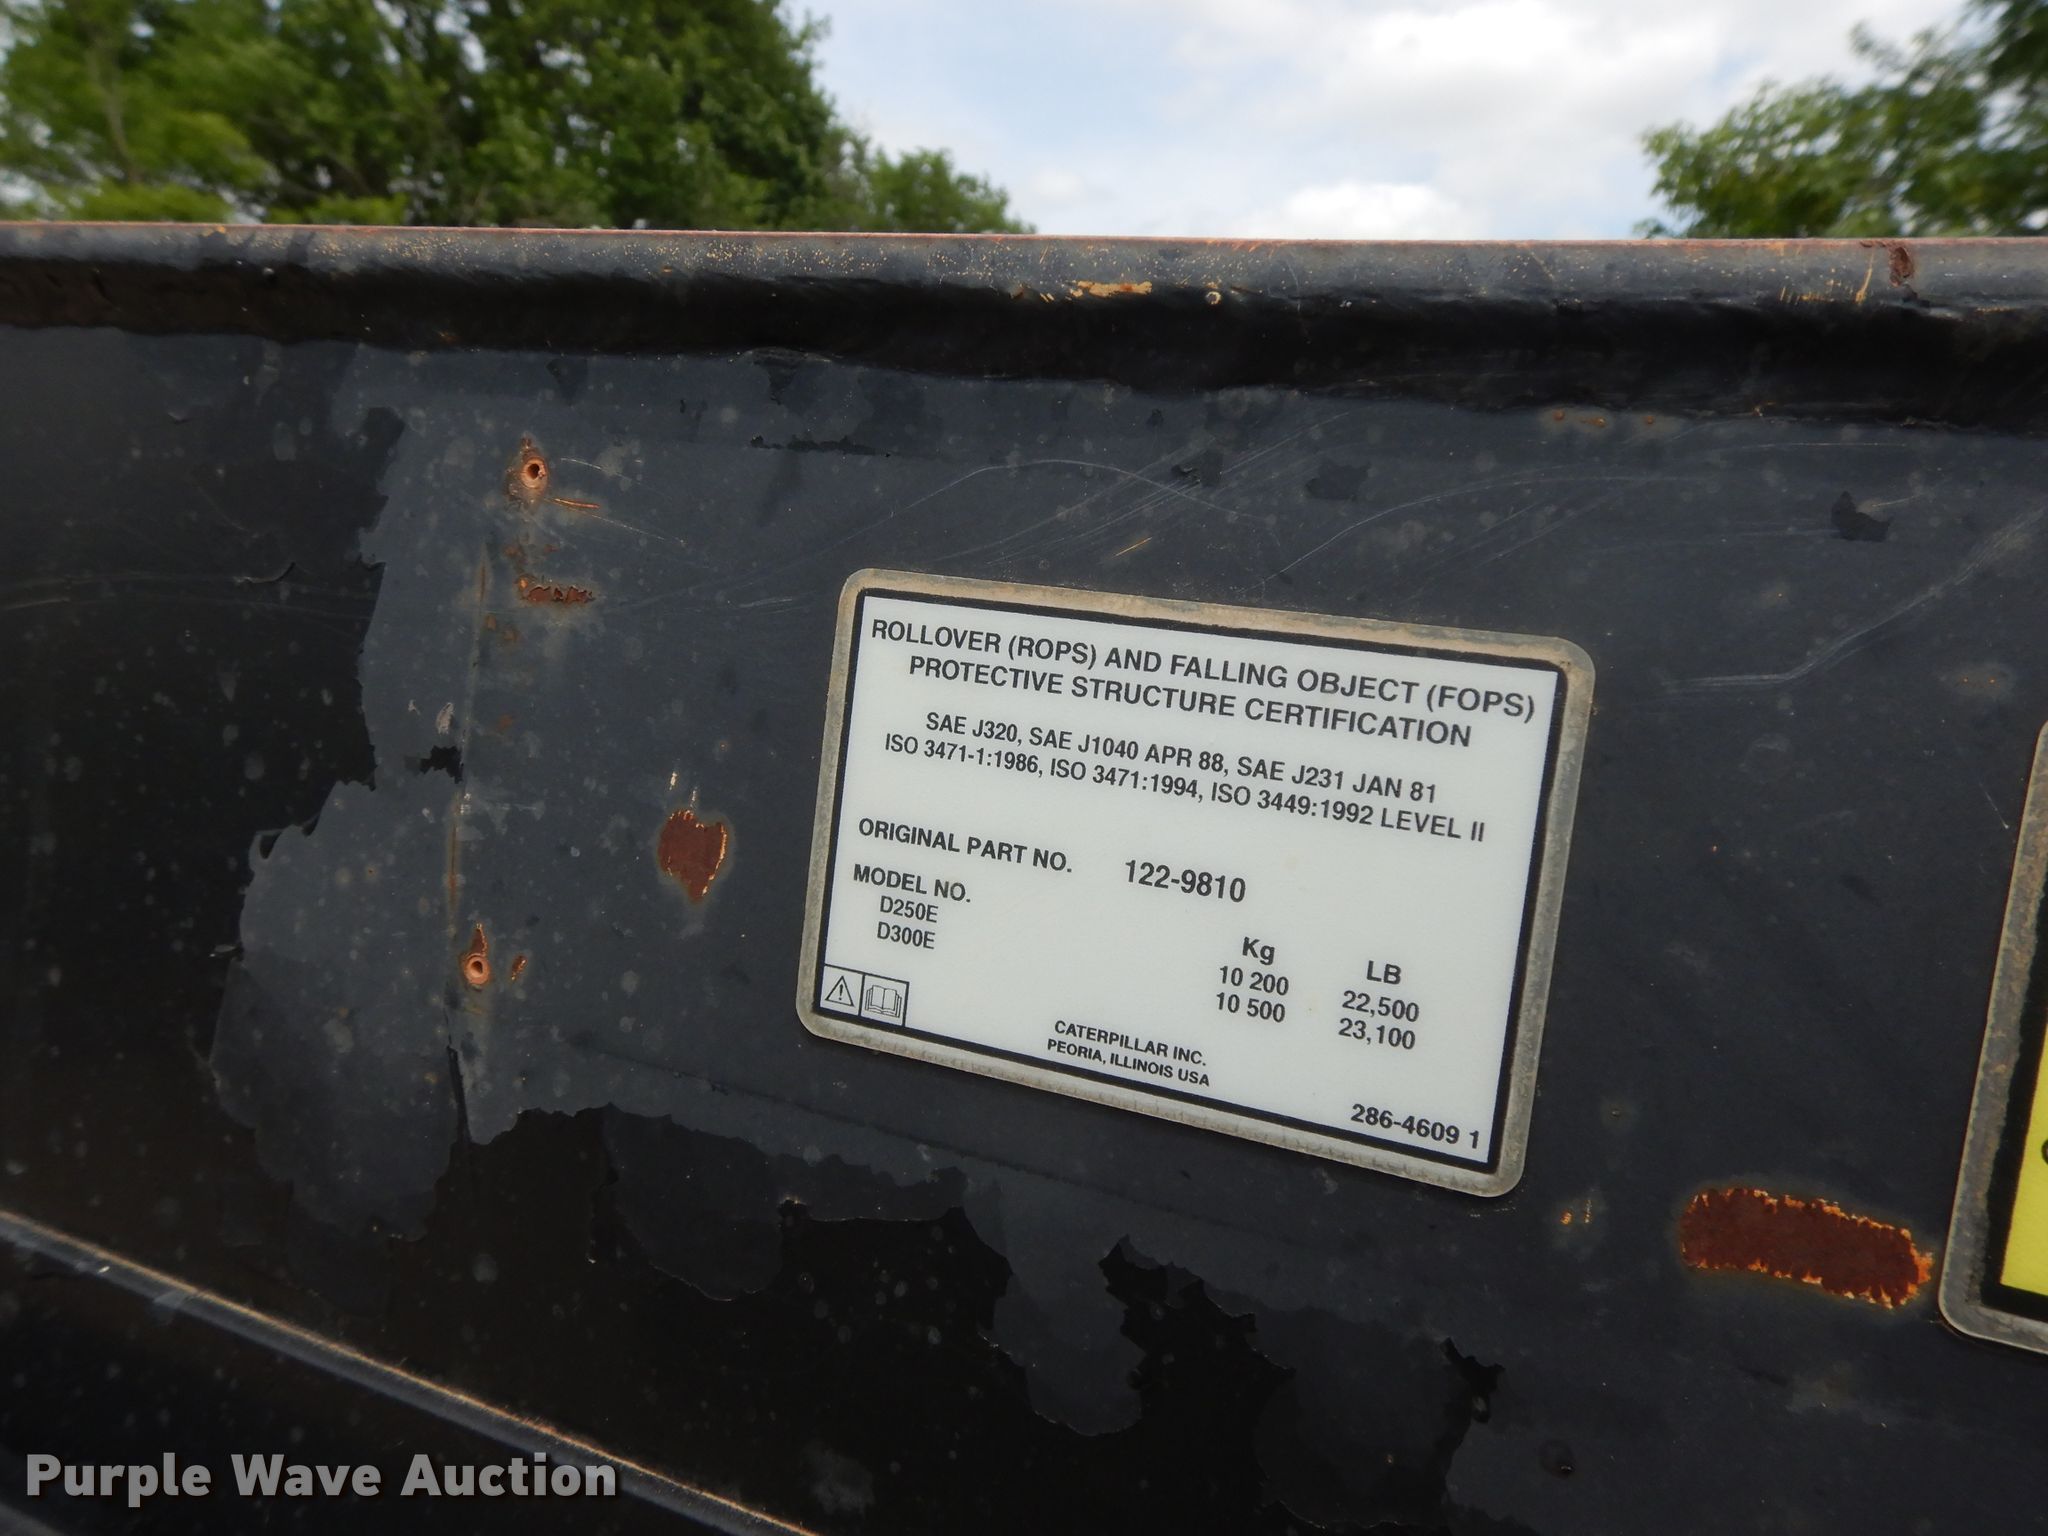 ROLLOVER (ROPS) AND FALLING OBJECT (FOPS)
PROTECTIVE STRUCTURE CERTIFICATION
SAE J320, SAE J1040 APR 88, SAE J231 JAN 81
ISO 3471-1:1986, ISO 3471:1994, ISO 3449:1992 LEVEL II
ORIGINAL PART NO. 122-9810
MODEL NO. Kg LB
D250E 10 200 22,500
D300E 10 500 23,100
CATERPILLAR INC.
PEORIA, ILLINOIS USA
286-4609 1
Purple Wave Auction